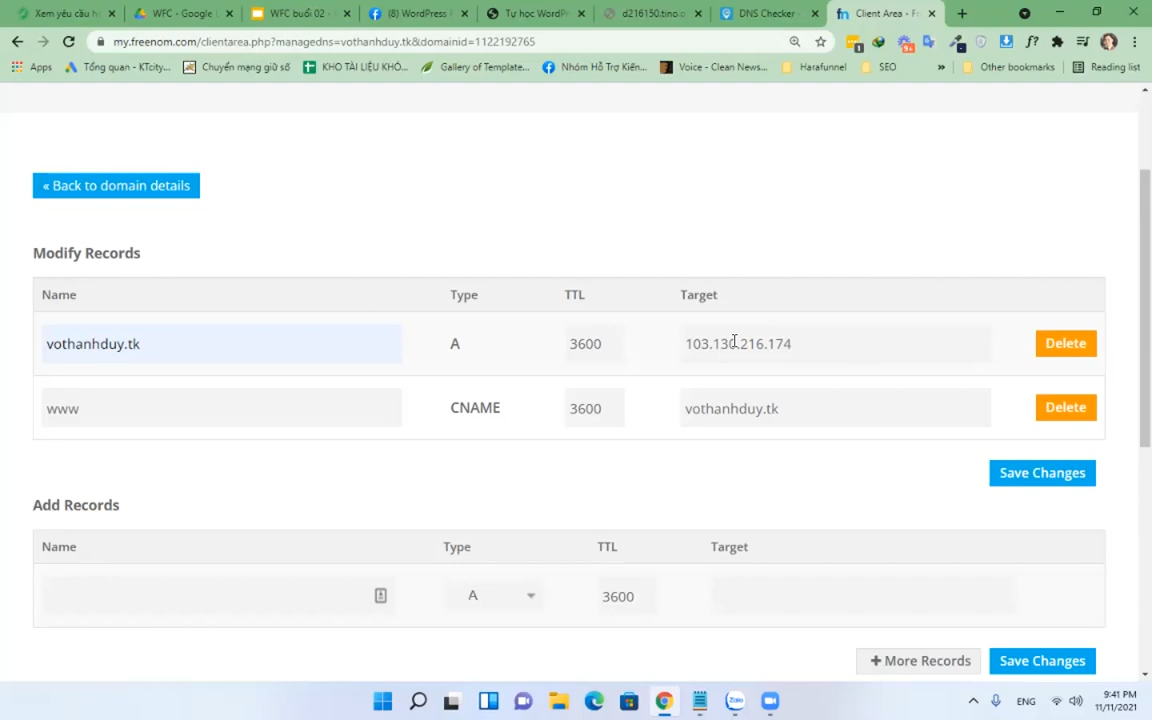 Xem yêu cầu h
WFC - Google
WFC buổi 02 -
(8) WordPress
Tự học WordP
d216150.tino.o
DNS Checker -
Client Area - F
my.freenom.com/clientarea.php?managedns=vothanhduy.tk&domainid=1122192765
Apps
Tổng quan - KTcity...
Chuyển mạng giữ số
KHO TÀI LIỆU KHÓ...
Gallery of Template...
Nhóm Hỗ Trợ Kiến...
Voice - Clean News...
Harafunnel
SEO
»
Other bookmarks
Reading list
« Back to domain details
Modify Records
Name Type TTL Target
vothanhduy.tk A 3600 103.130.216.174 Delete
www CNAME 3600 vothanhduy.tk Delete
Save Changes
Add Records
Name Type TTL Target
A 3600
+ More Records Save Changes
ENG
9:41 PM
11/11/2021